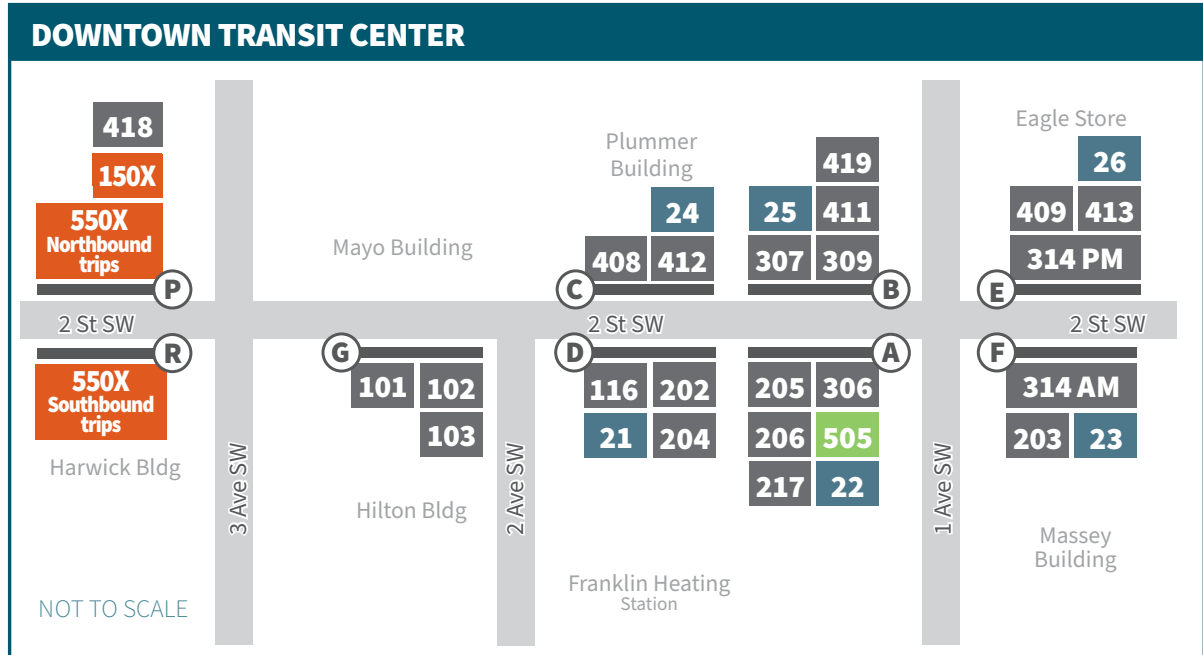 DOWNTOWN TRANSIT CENTER
418
150X
550X
Northbound
trips
P
2 St SW
R
550X
Southbound
trips
Harwick Bldg
NOT TO SCALE
3 Ave SW
Mayo Building
G
101 102
103
Hilton Bldg
2 Ave SW
Plummer
Building
24
408 412
C
2 St SW
D
116 202
21 204
Franklin Heating
Station
419
25 411
307 309
B
A
205 306
206 505
217 22
1 Ave SW
Eagle Store
26
409 413
314 PM
E
2 St SW
F
314 AM
203 23
Massey
Building